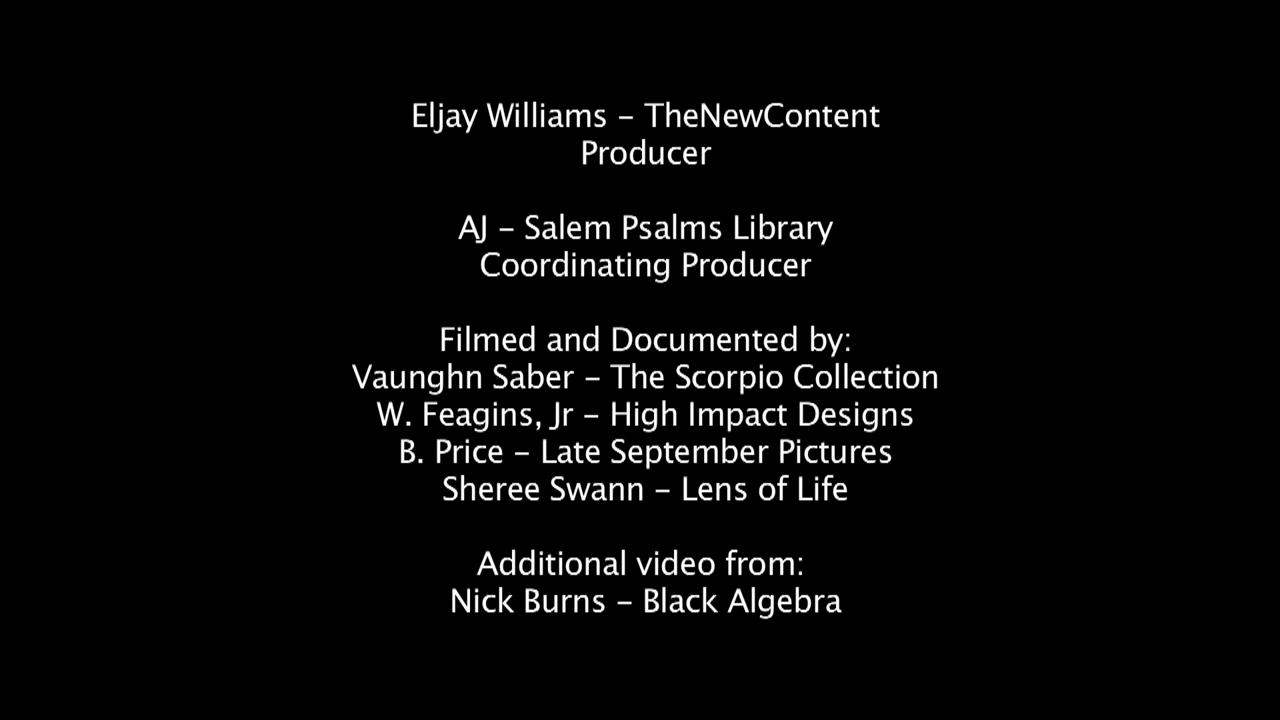 Eljay Williams – TheNewContent
Producer
AJ – Salem Psalms Library
Coordinating Producer
Filmed and Documented by:
Vaunghn Saber – The Scorpio Collection
W. Feagins, Jr – High Impact Designs
B. Price – Late September Pictures
Sheree Swann – Lens of Life
Additional video from:
Nick Burns – Black Algebra